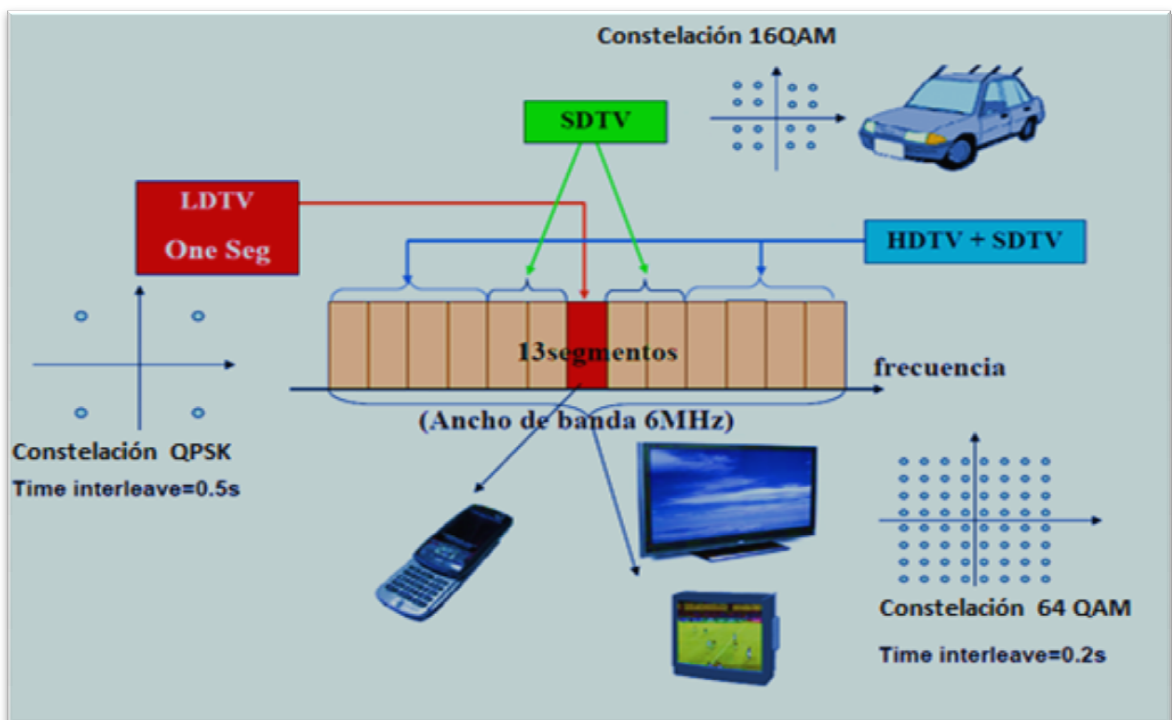 Constelación 16QAM
SDTV
LDTV
One Seg
HDTV + SDTV
13segmentos
frecuencia
(Ancho de banda 6MHz)
Constelación QPSK
Time interleave=0.5s
Constelación 64 QAM
Time interleave=0.2s